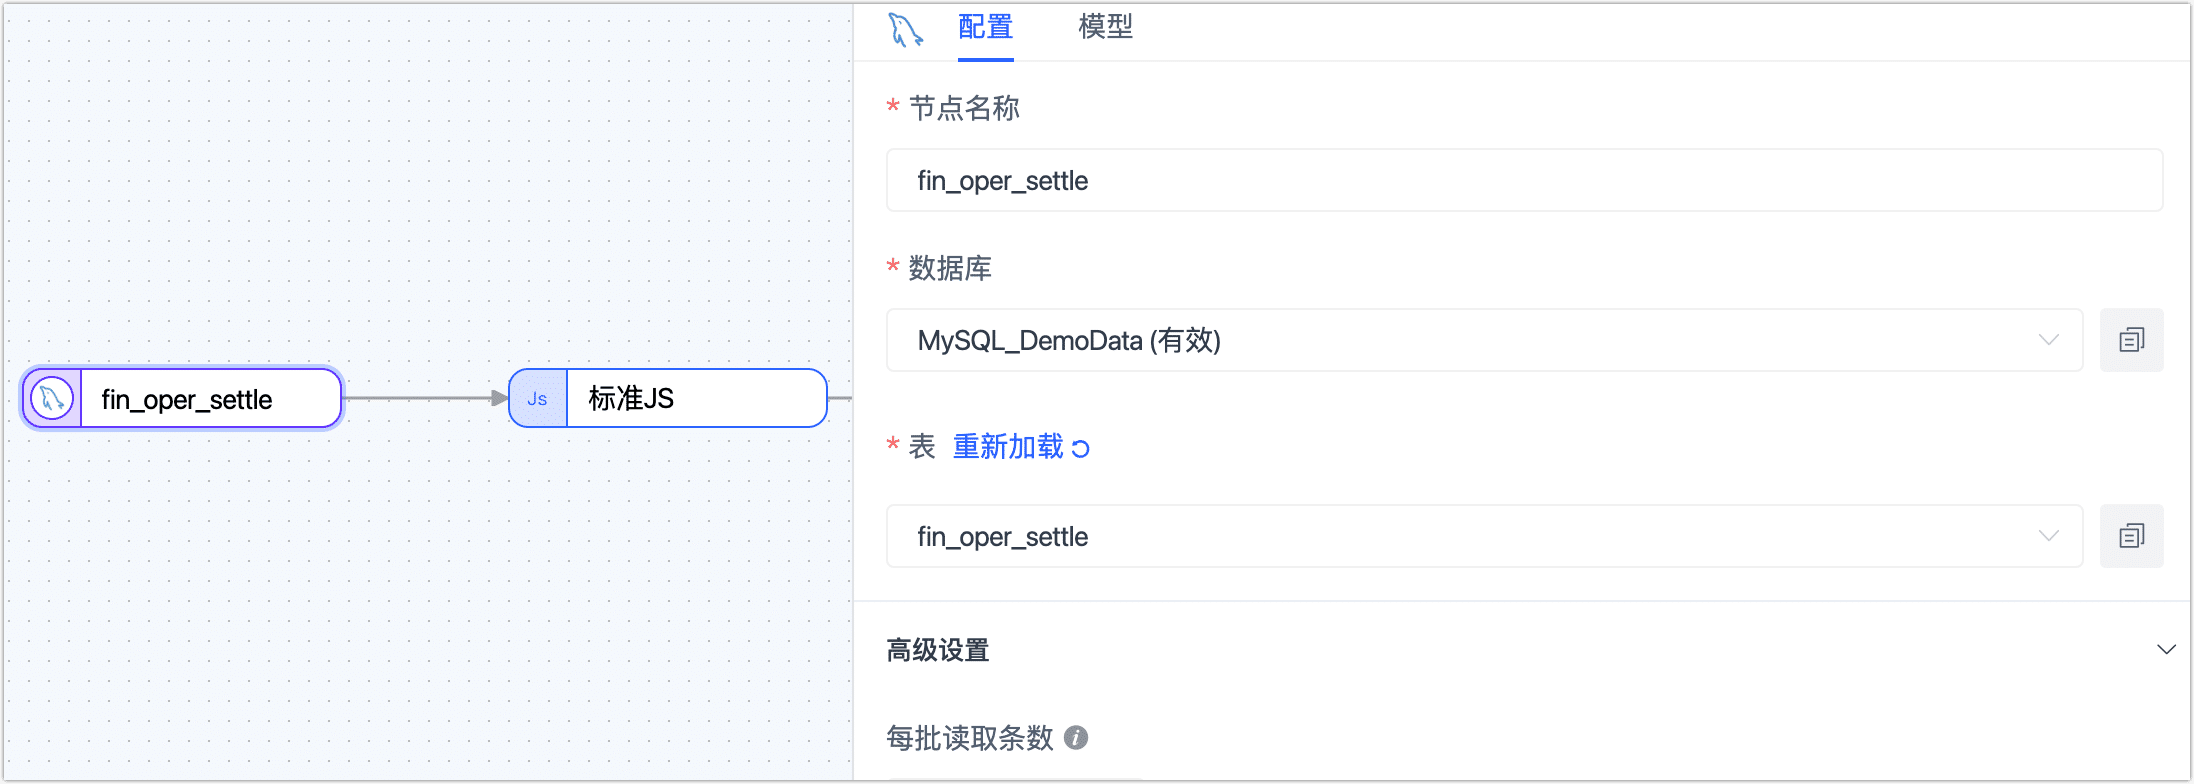 fin_oper_settle
Js 标准JS
配置 模型
* 节点名称
fin_oper_settle
* 数据库
MySQL_DemoData (有效)
* 表 重新加载
fin_oper_settle
高级设置
每批读取条数